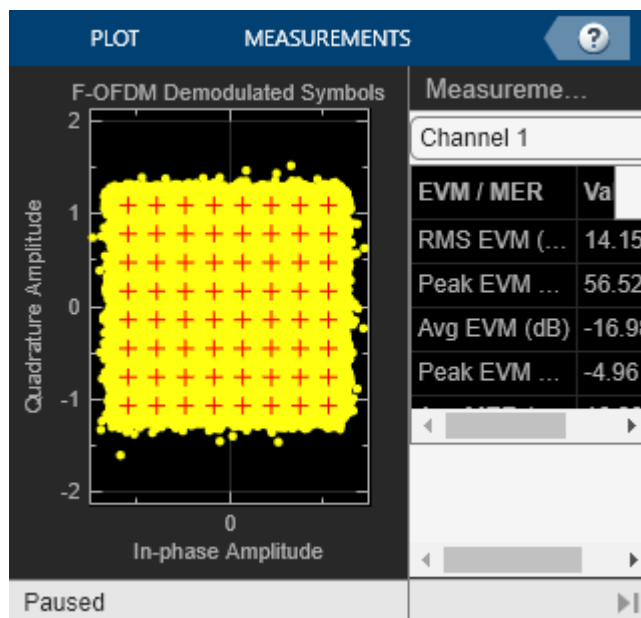 PLOT MEASUREMENTS ?
F-OFDM Demodulated Symbols
2
1
0
-1
-2
Quadrature Amplitude
0
In-phase Amplitude
Measureme...
Channel 1
EVM / MER Va
RMS EVM (... 14.15
Peak EVM ... 56.52
Avg EVM (dB) -16.98
Peak EVM ... -4.96
Paused